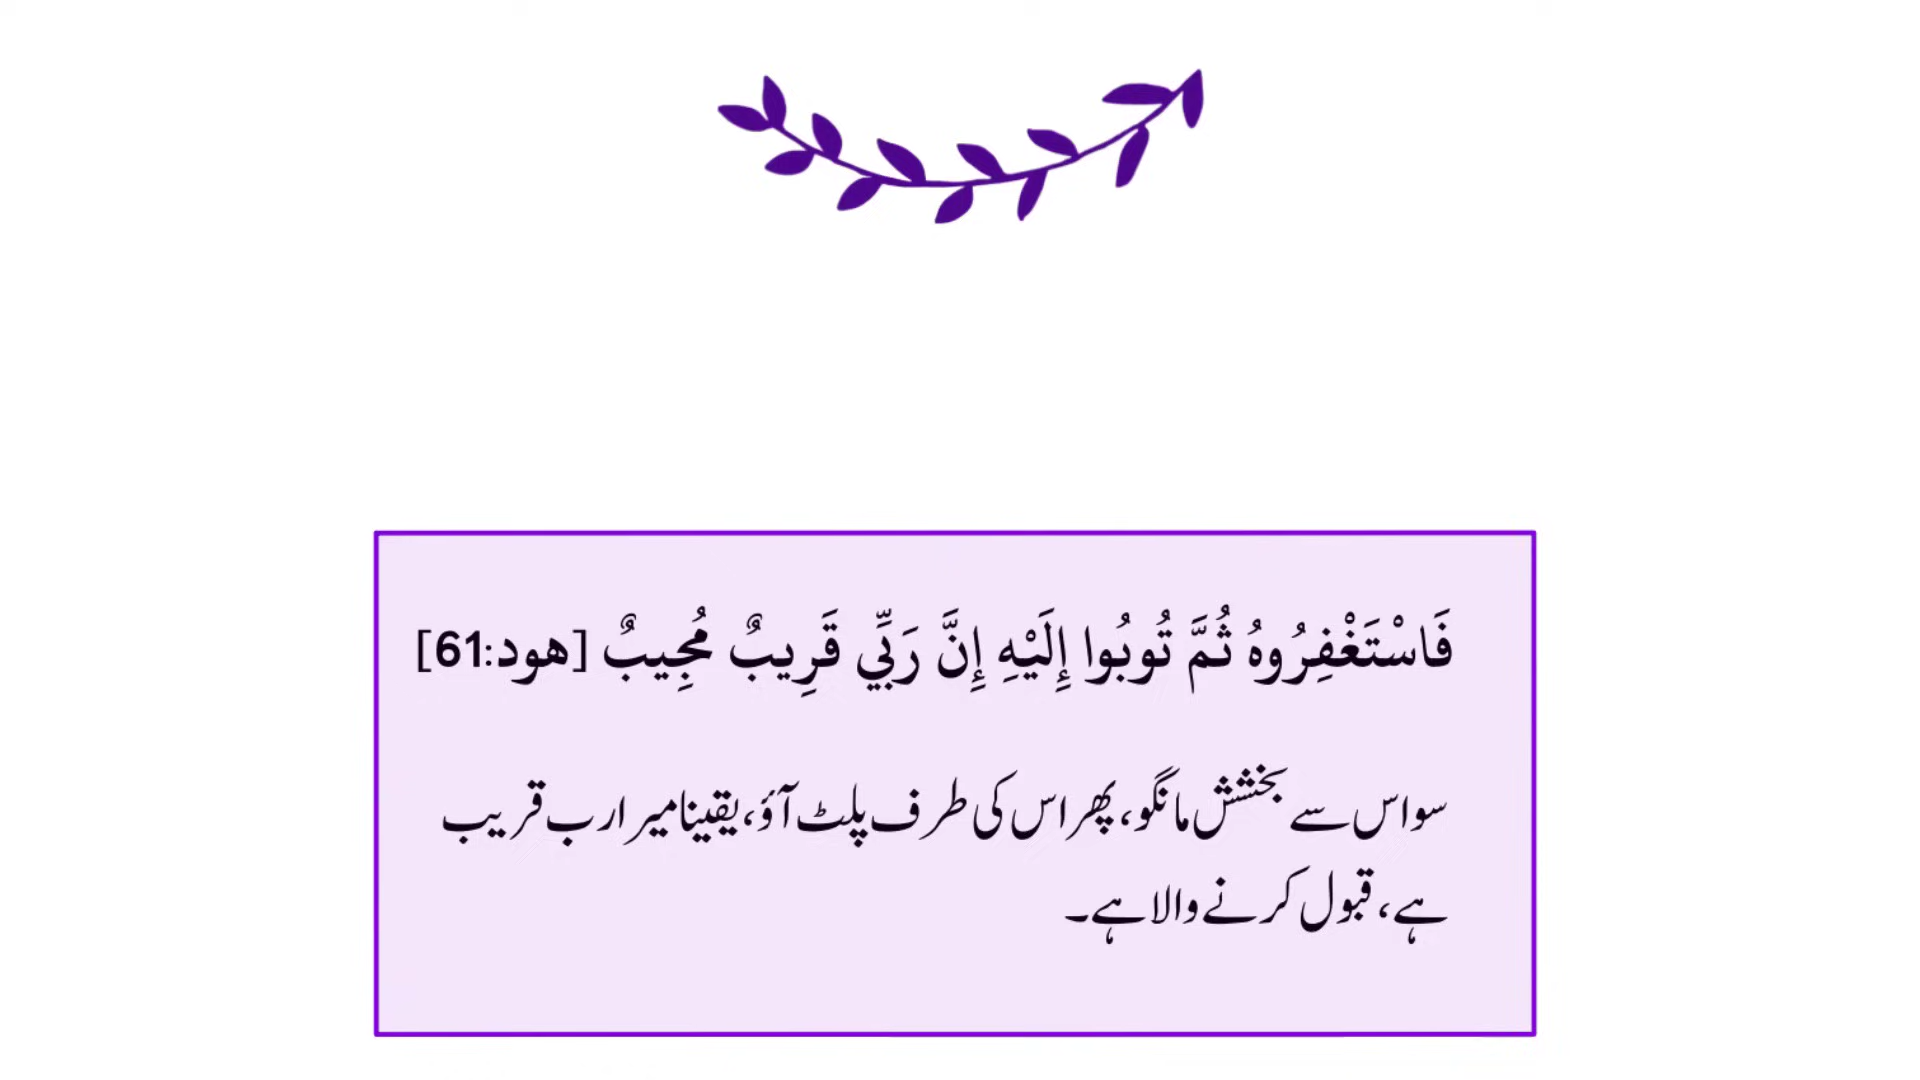 فَاسْتَغْفِرُوهُ ثُمَّ تُوبُوا إِلَيْهِ إِنَّ رَبِّي قَرِيبٌ مُجِيبٌ [هود:61]
سو اس سے بخشش مانگو، پھر اس کی طرف پلٹ آؤ، یقینا میرا رب قریب
ہے، قبول کرنے والا ہے۔